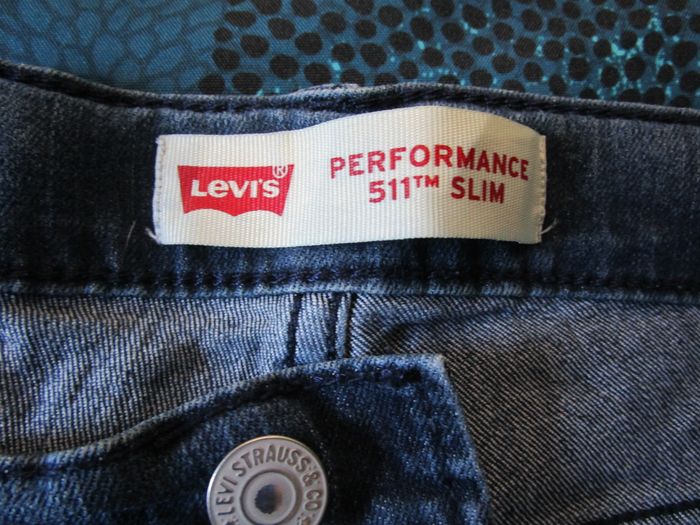 LEVI'S®
PERFORMANCE
511™ SLIM
LEVI STRAUSS & CO